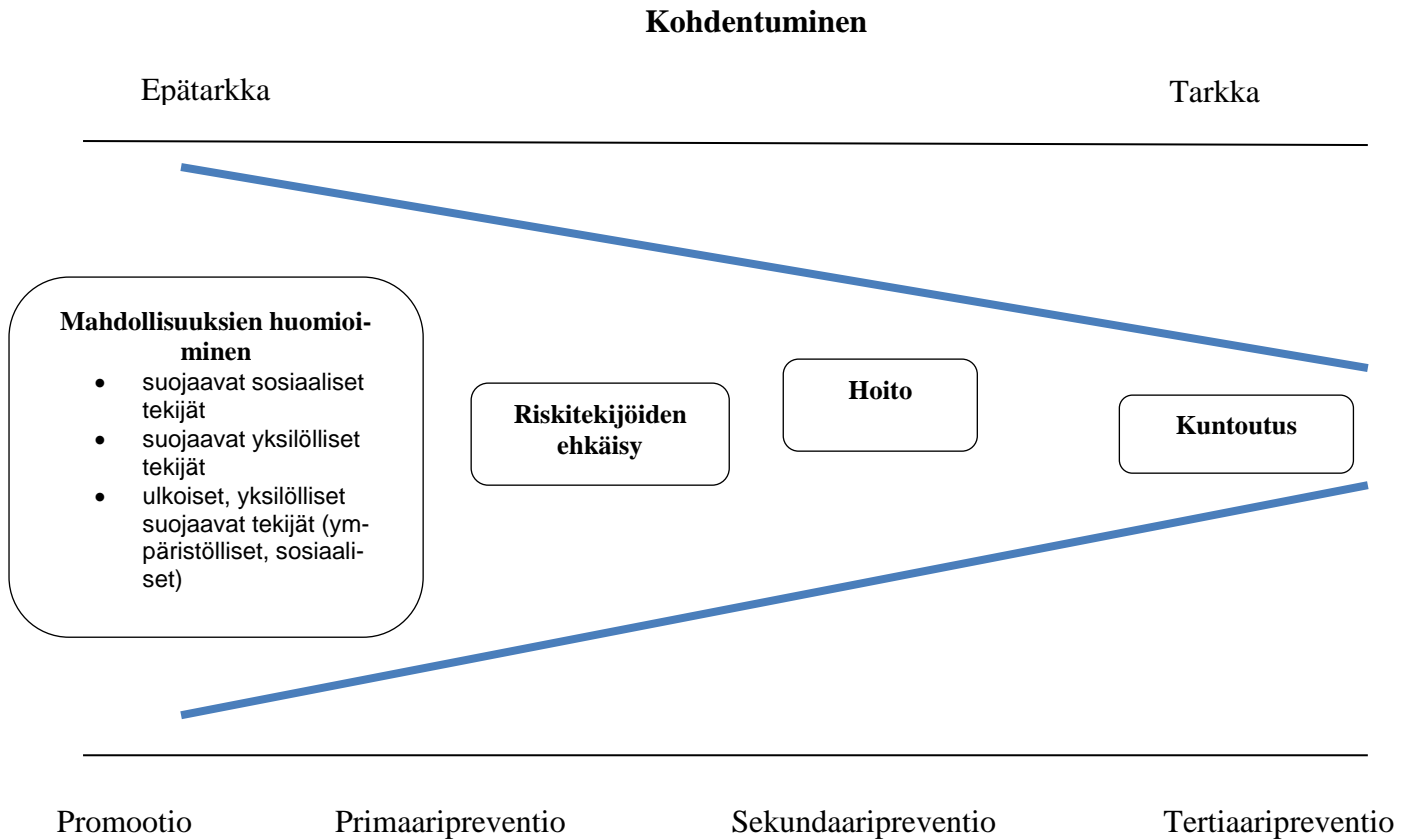 Kohdentuminen
Epätarkka
Tarkka
Mahdollisuuksien huomioi-
minen
• suojaavat sosiaaliset
tekijät
• suojaavat yksilölliset
tekijät
• ulkoiset, yksilölliset
suojaavat tekijät (ym-
päristölliset, sosiaali-
set)
Riskitekijöiden
ehkäisy
Hoito
Kuntoutus
Promootio
Primaaripreventio
Sekundaaripreventio
Tertiaaripreventio